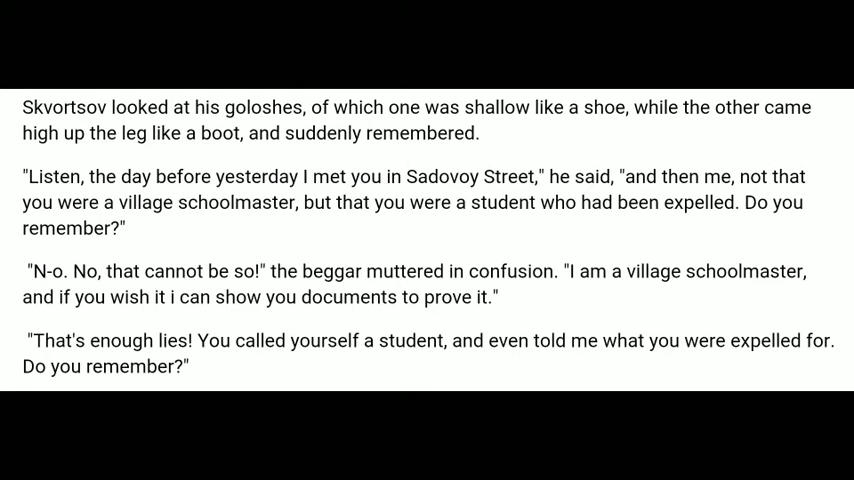 Skvortsov looked at his goloshes, of which one was shallow like a shoe, while the other came
high up the leg like a boot, and suddenly remembered.
"Listen, the day before yesterday I met you in Sadovoy Street," he said, "and then me, not that
you were a village schoolmaster, but that you were a student who had been expelled. Do you
remember?"
"N-o. No, that cannot be so!" the beggar muttered in confusion. "I am a village schoolmaster,
and if you wish it i can show you documents to prove it."
"That's enough lies! You called yourself a student, and even told me what you were expelled for.
Do you remember?"